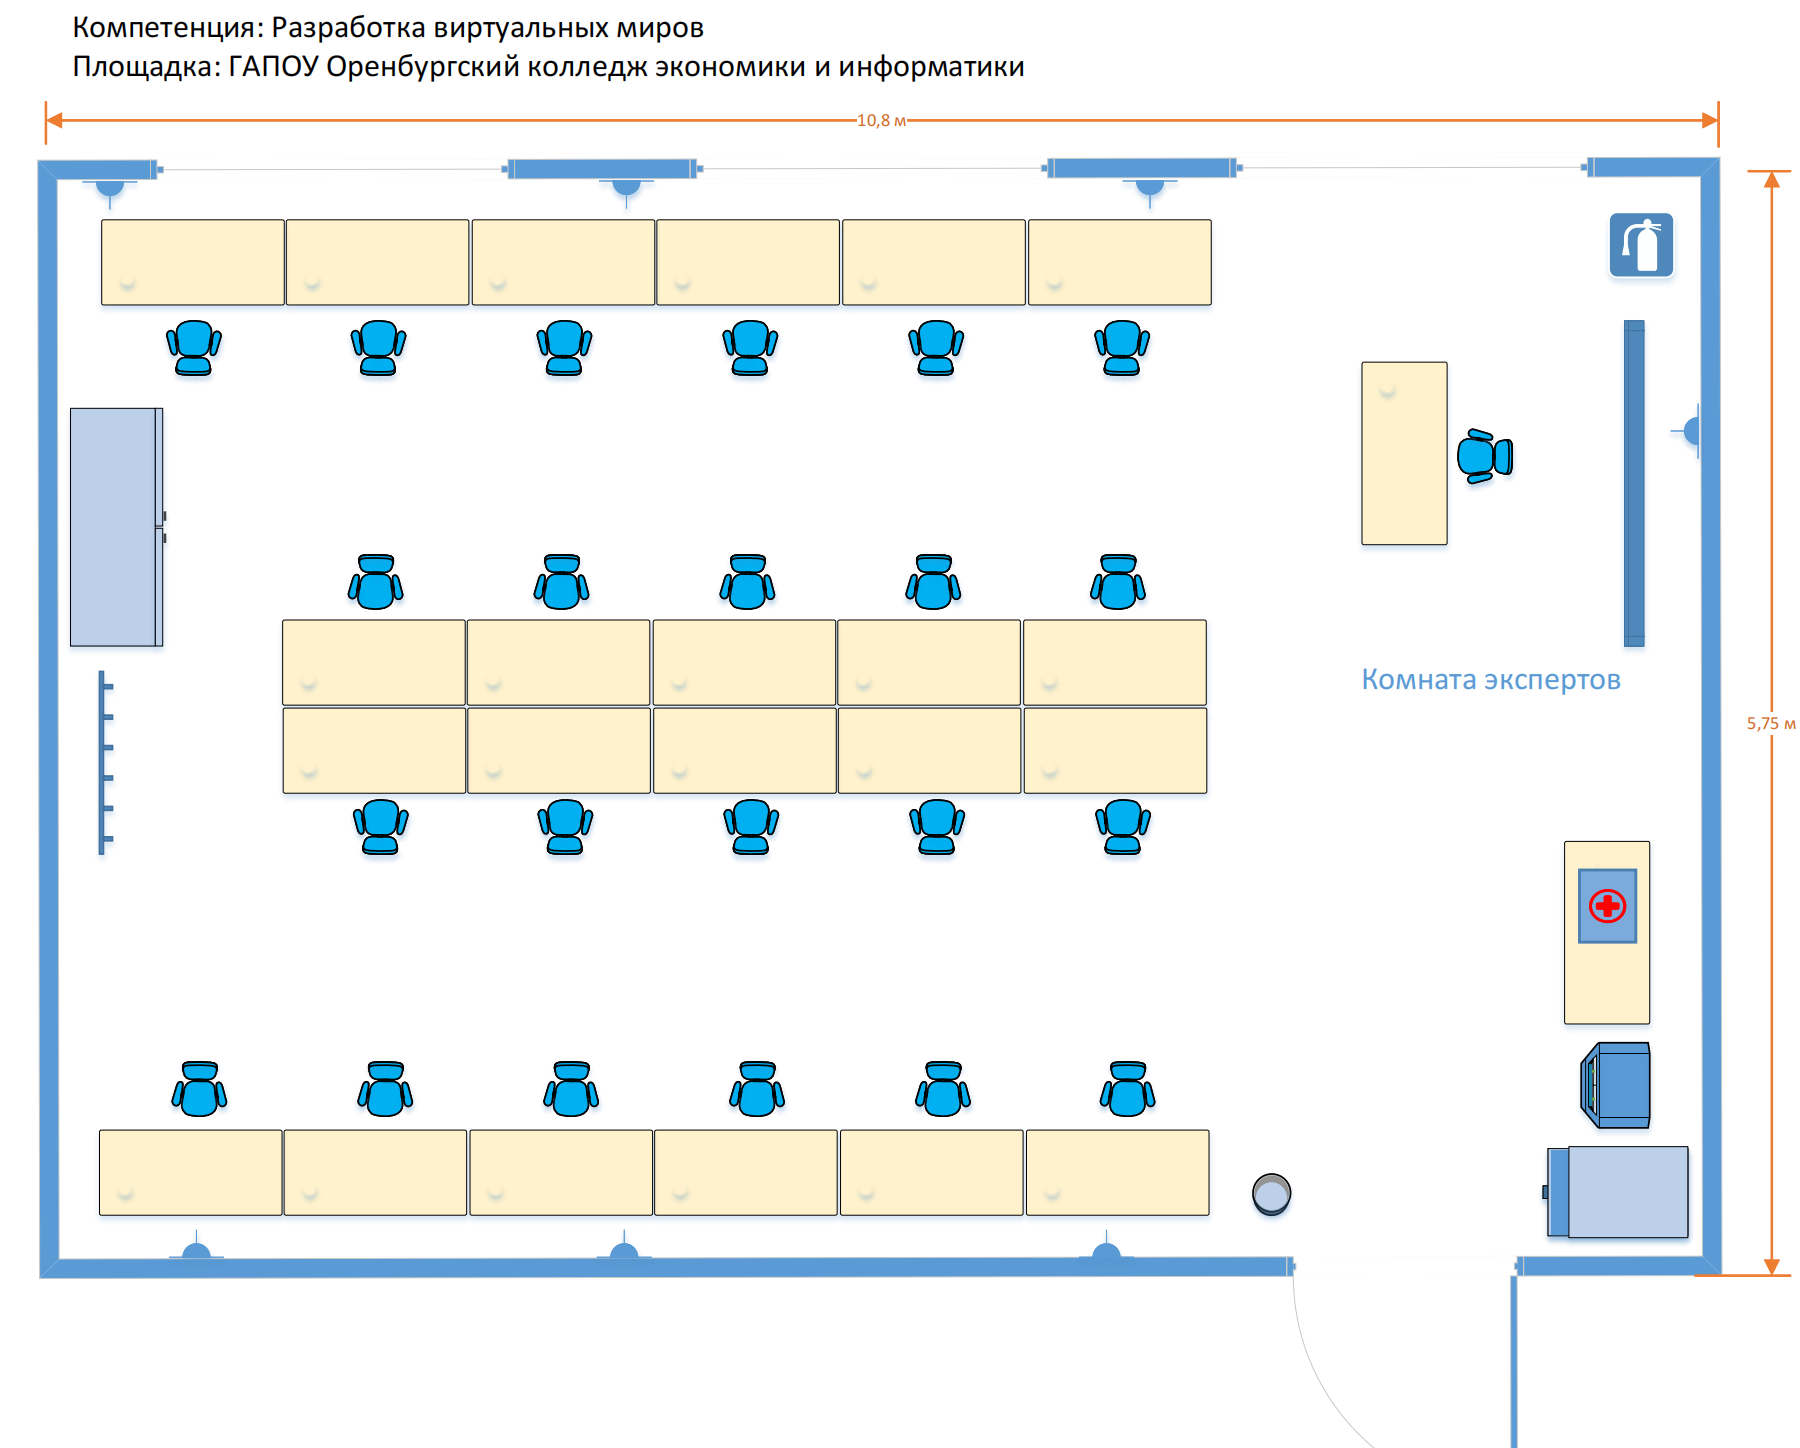 Компетенция: Разработка виртуальных миров
Площадка: ГАПОУ Оренбургский колледж экономики и информатики
10,8 м
Комната экспертов
5,75 м